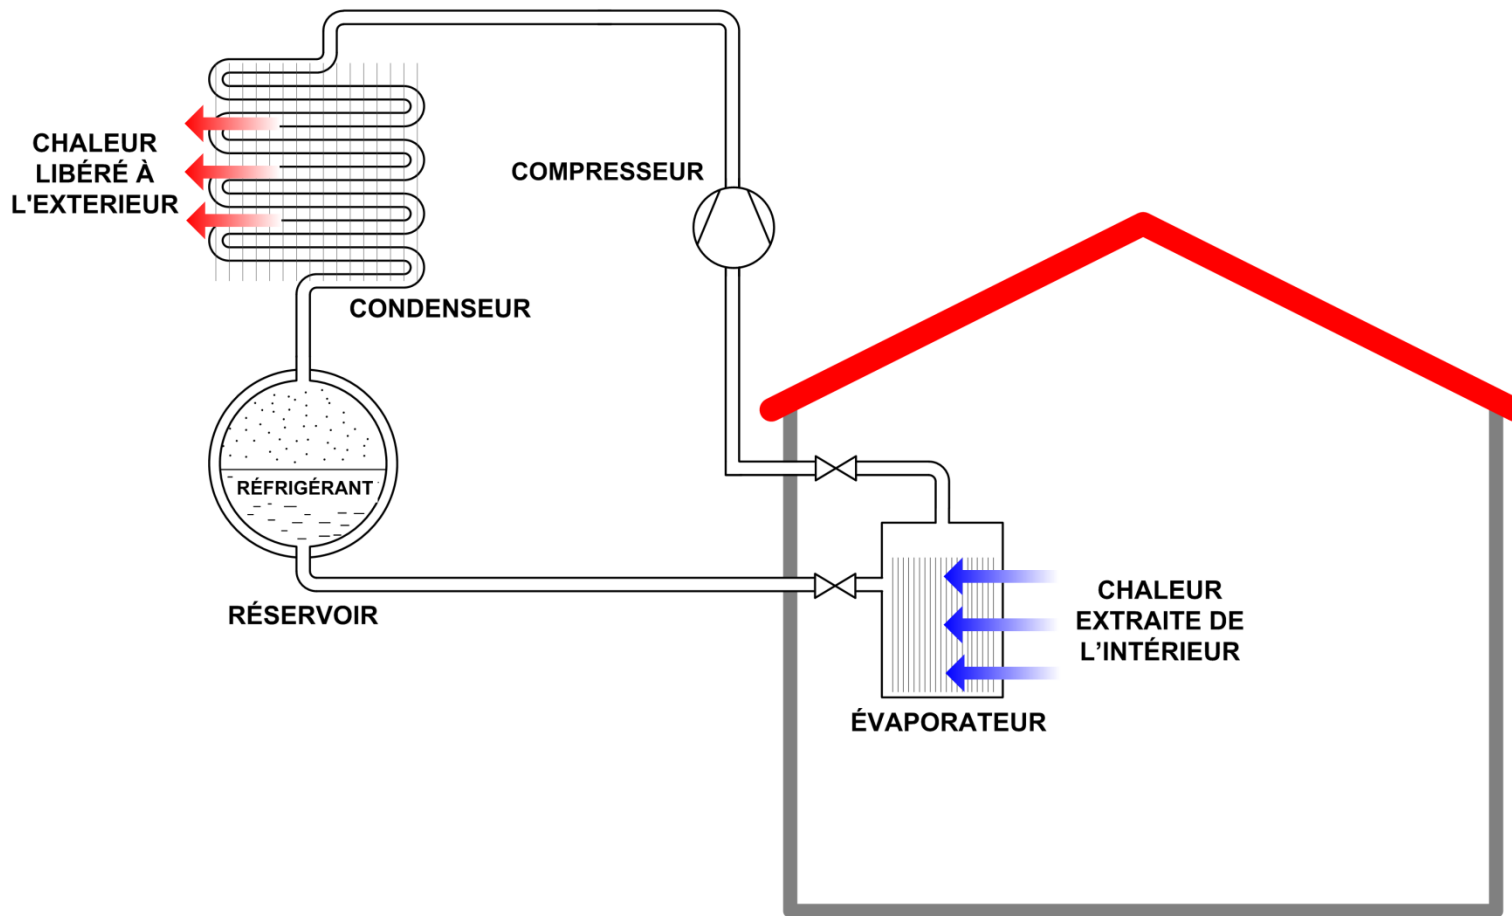 CHALEUR
LIBÉRÉ À
L'EXTERIEUR
COMPRESSEUR
CONDENSEUR
RÉFRIGÉRANT
RÉSERVOIR
CHALEUR
EXTRAITE DE
L’INTÉRIEUR
ÉVAPORATEUR